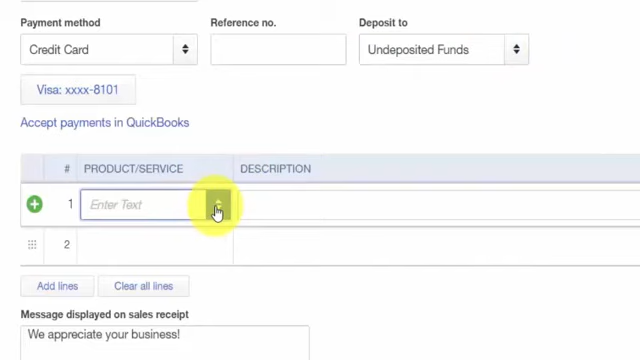 Payment method Reference no. Deposit to
Credit Card Undeposited Funds
Visa: xxxx-8101
Accept payments in QuickBooks
# PRODUCT/SERVICE DESCRIPTION
1 Enter Text
2
Add lines Clear all lines
Message displayed on sales receipt
We appreciate your business!